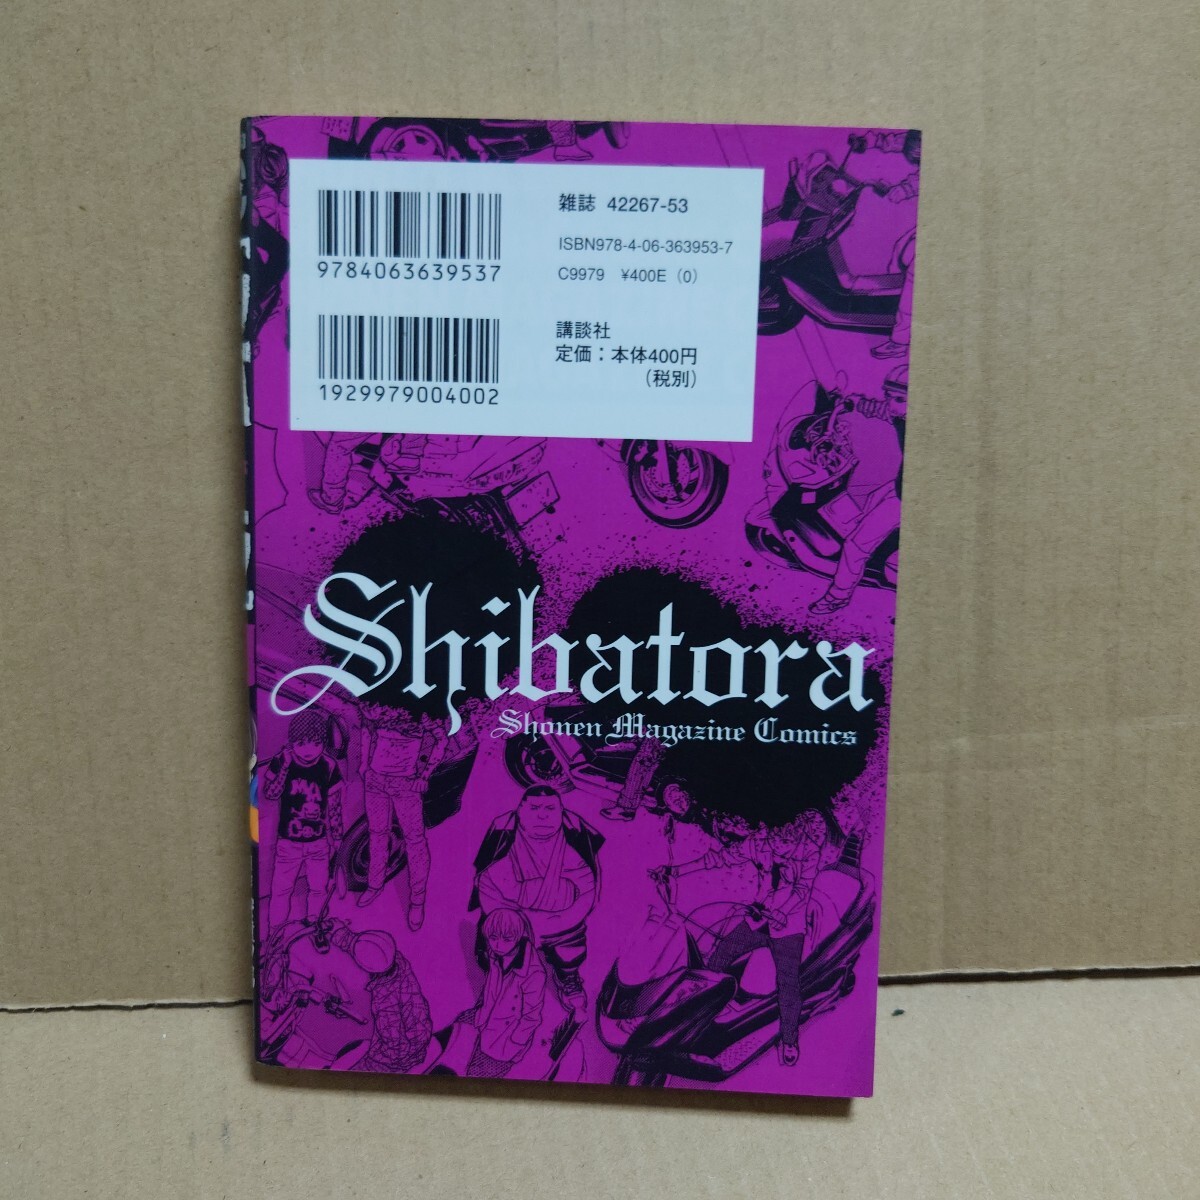 雑誌 42267-53
ISBN978-4-06-363953-7
C9979 ¥400E (0)
9784063639537
講談社
定価：本体400円
（税別）
1929979004002
Shibatora
Shonen Magazine Comics